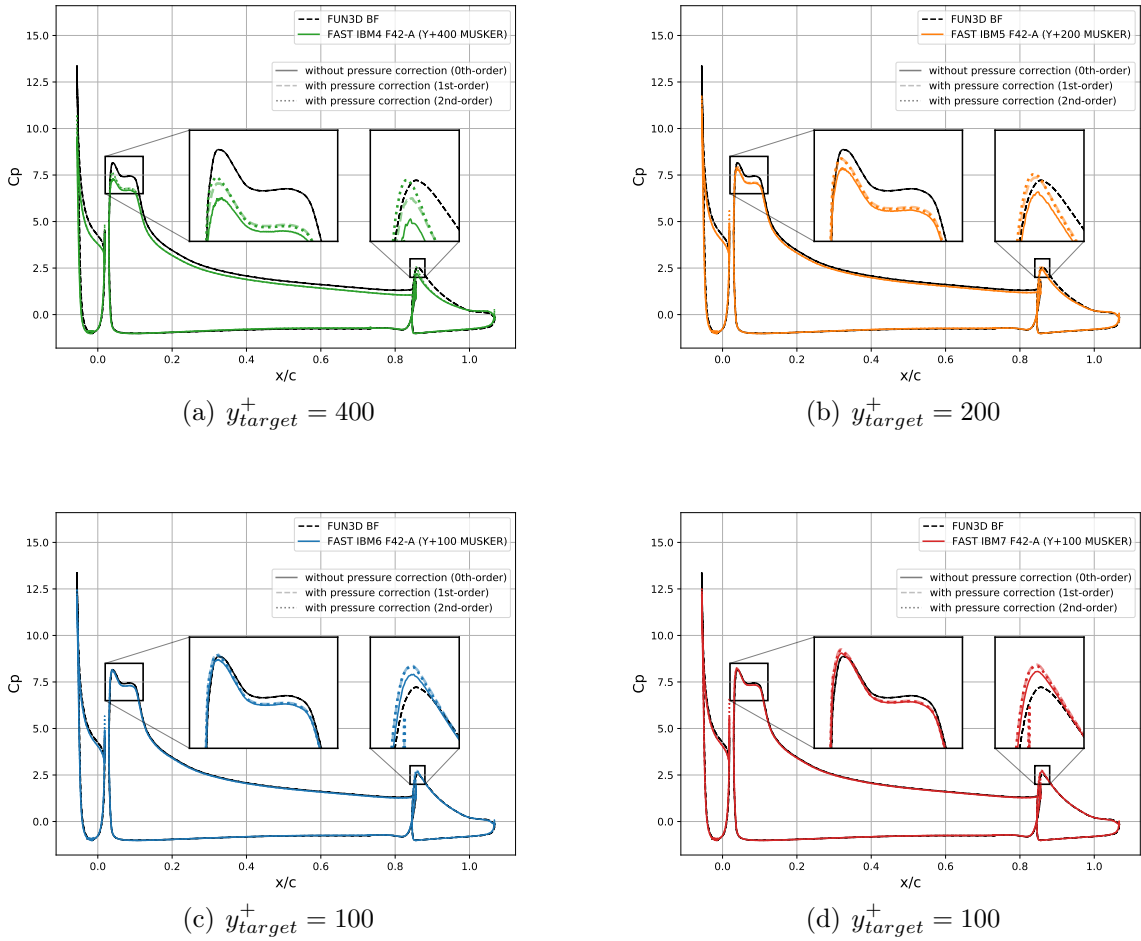 FUN3D BF
FAST IBM4 F42-A (Y+400 MUSKER)
without pressure correction (0th-order)
with pressure correction (1st-order)
with pressure correction (2nd-order)
15.0
12.5
10.0
7.5
5.0
2.5
0.0
Cp
0.0 0.2 0.4 0.6 0.8 1.0
x/c
(a) y⁺target = 400
FUN3D BF
FAST IBM5 F42-A (Y+200 MUSKER)
without pressure correction (0th-order)
with pressure correction (1st-order)
with pressure correction (2nd-order)
15.0
12.5
10.0
7.5
5.0
2.5
0.0
Cp
0.0 0.2 0.4 0.6 0.8 1.0
x/c
(b) y⁺target = 200
FUN3D BF
FAST IBM6 F42-A (Y+100 MUSKER)
without pressure correction (0th-order)
with pressure correction (1st-order)
with pressure correction (2nd-order)
15.0
12.5
10.0
7.5
5.0
2.5
0.0
Cp
0.0 0.2 0.4 0.6 0.8 1.0
x/c
(c) y⁺target = 100
FUN3D BF
FAST IBM7 F42-A (Y+100 MUSKER)
without pressure correction (0th-order)
with pressure correction (1st-order)
with pressure correction (2nd-order)
15.0
12.5
10.0
7.5
5.0
2.5
0.0
Cp
0.0 0.2 0.4 0.6 0.8 1.0
x/c
(d) y⁺target = 100